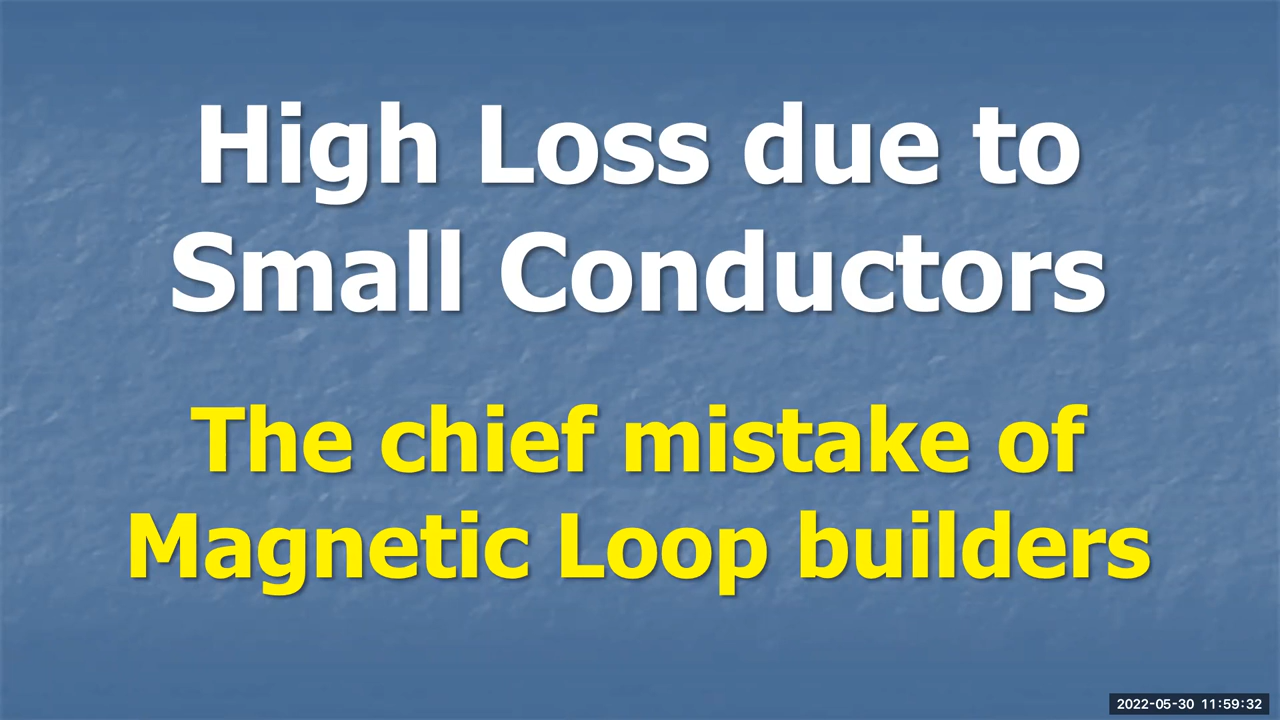 High Loss due to
Small Conductors
The chief mistake of
Magnetic Loop builders
2022-05-30 11:59:32